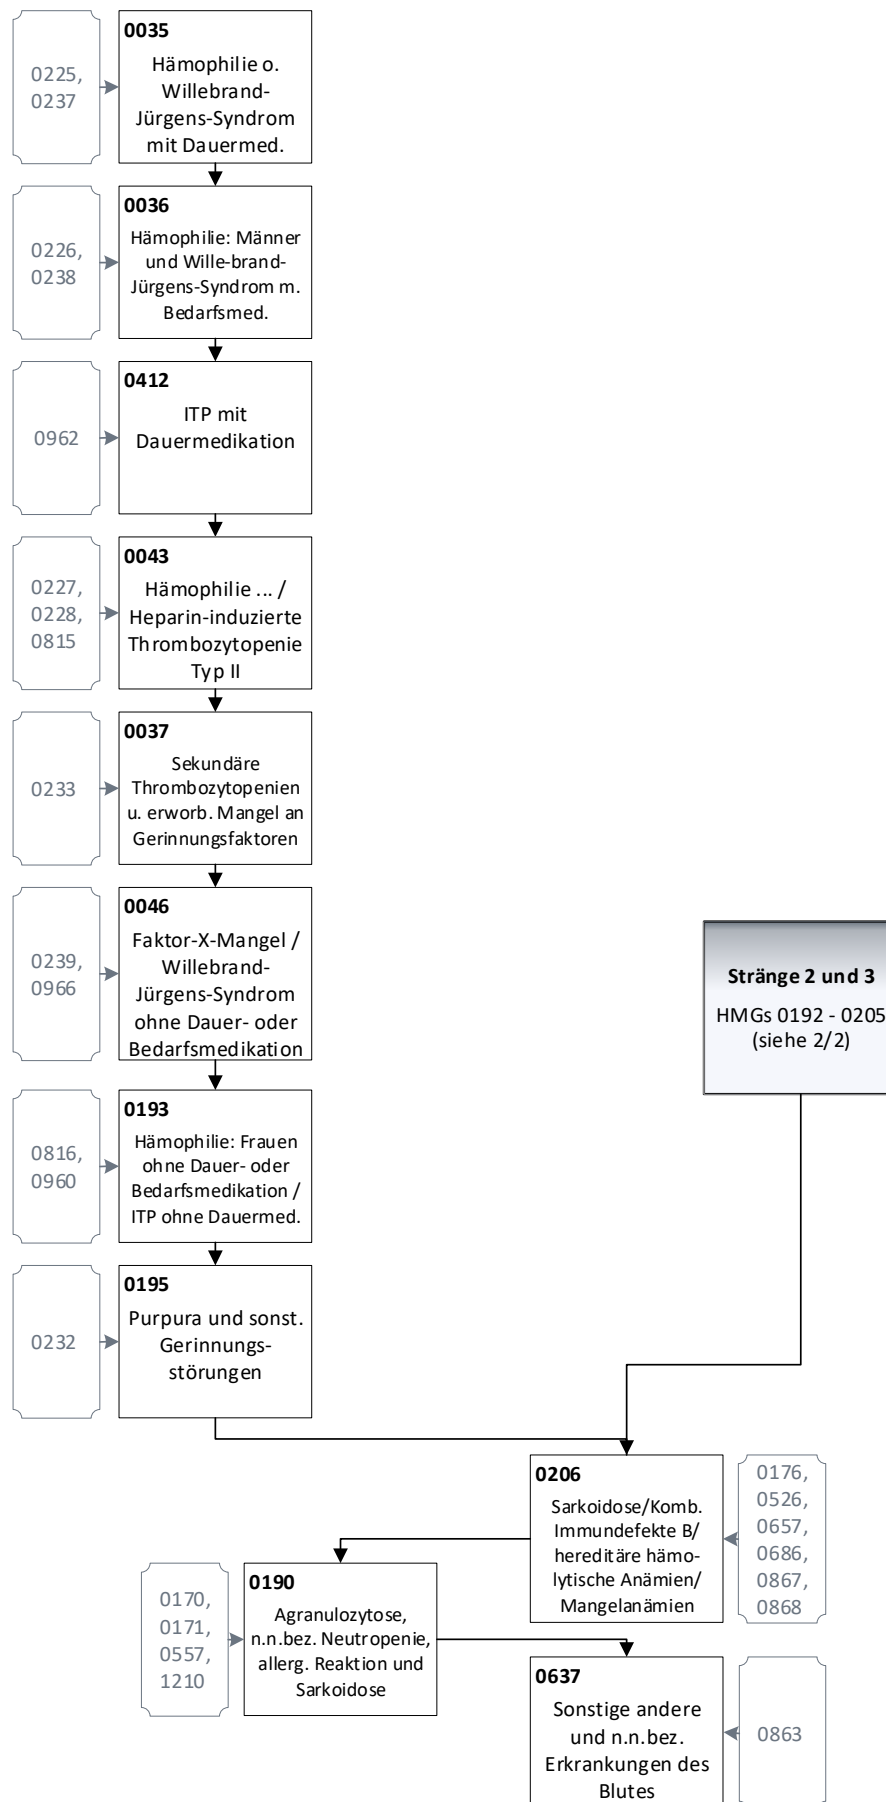 0225,
0237
0035
Hämophilie o.
Willebrand-
Jürgens-Syndrom
mit Dauermed.
0226,
0238
0036
Hämophilie: Männer
und Wille-brand-
Jürgens-Syndrom m.
Bedarfsmed.
0962
0412
ITP mit
Dauermedikation
0227,
0228,
0815
0043
Hämophilie ... /
Heparin-induzierte
Thrombozytopenie
Typ II
0233
0037
Sekundäre
Thrombozytopenien
u. erworb. Mangel an
Gerinnungsfaktoren
0239,
0966
0046
Faktor-X-Mangel /
Willebrand-
Jürgens-Syndrom
ohne Dauer- oder
Bedarfsmedikation
Stränge 2 und 3
HMGs 0192 - 0205
(siehe 2/2)
0816,
0960
0193
Hämophilie: Frauen
ohne Dauer- oder
Bedarfsmedikation /
ITP ohne Dauermed.
0232
0195
Purpura und sonst.
Gerinnungs-
störungen
0206
Sarkoidose/Komb.
Immundefekte B/
hereditäre hämo-
lytische Anämien/
Mangelanämien
0176,
0526,
0657,
0686,
0867,
0868
0170,
0171,
0557,
1210
0190
Agranulozytose,
n.n.bez. Neutropenie,
allerg. Reaktion und
Sarkoidose
0637
Sonstige andere
und n.n.bez.
Erkrankungen des
Blutes
0863